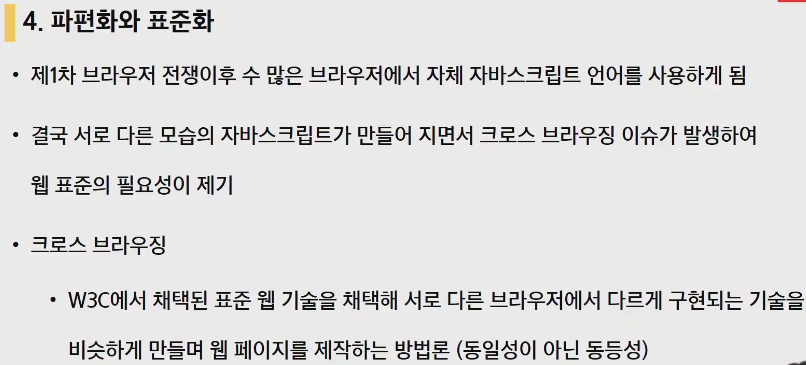 4. 파편화와 표준화
• 제1차 브라우저 전쟁이후 수 많은 브라우저에서 자체 자바스크립트 언어를 사용하게 됨
• 결국 서로 다른 모습의 자바스크립트가 만들어 지면서 크로스 브라우징 이슈가 발생하여
웹 표준의 필요성이 제기
• 크로스 브라우징
• W3C에서 채택된 표준 웹 기술을 채택해 서로 다른 브라우저에서 다르게 구현되는 기술을
비슷하게 만들며 웹 페이지를 제작하는 방법론 (동일성이 아닌 동등성)